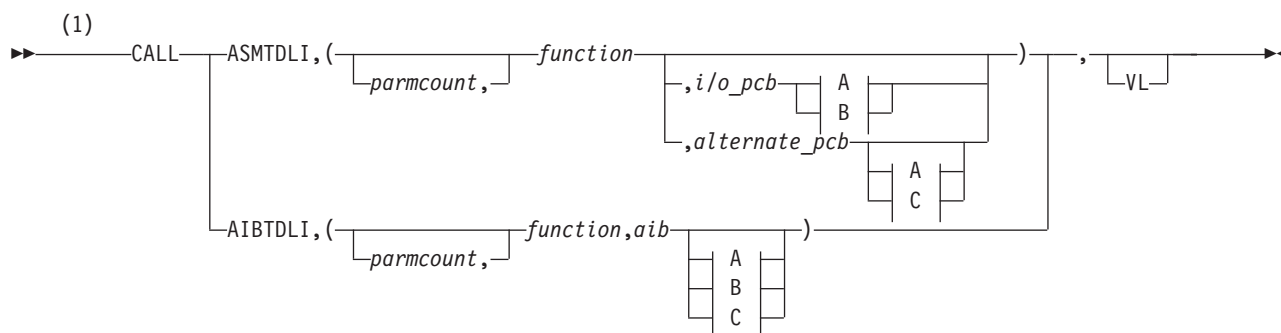 (1)
CALL ASMTDLI,( function ) , 
parmcount, ,i/o_pcb A VL
B
,alternate_pcb
A
C
AIBTDLI,( function,aib )
parmcount, A
B
C